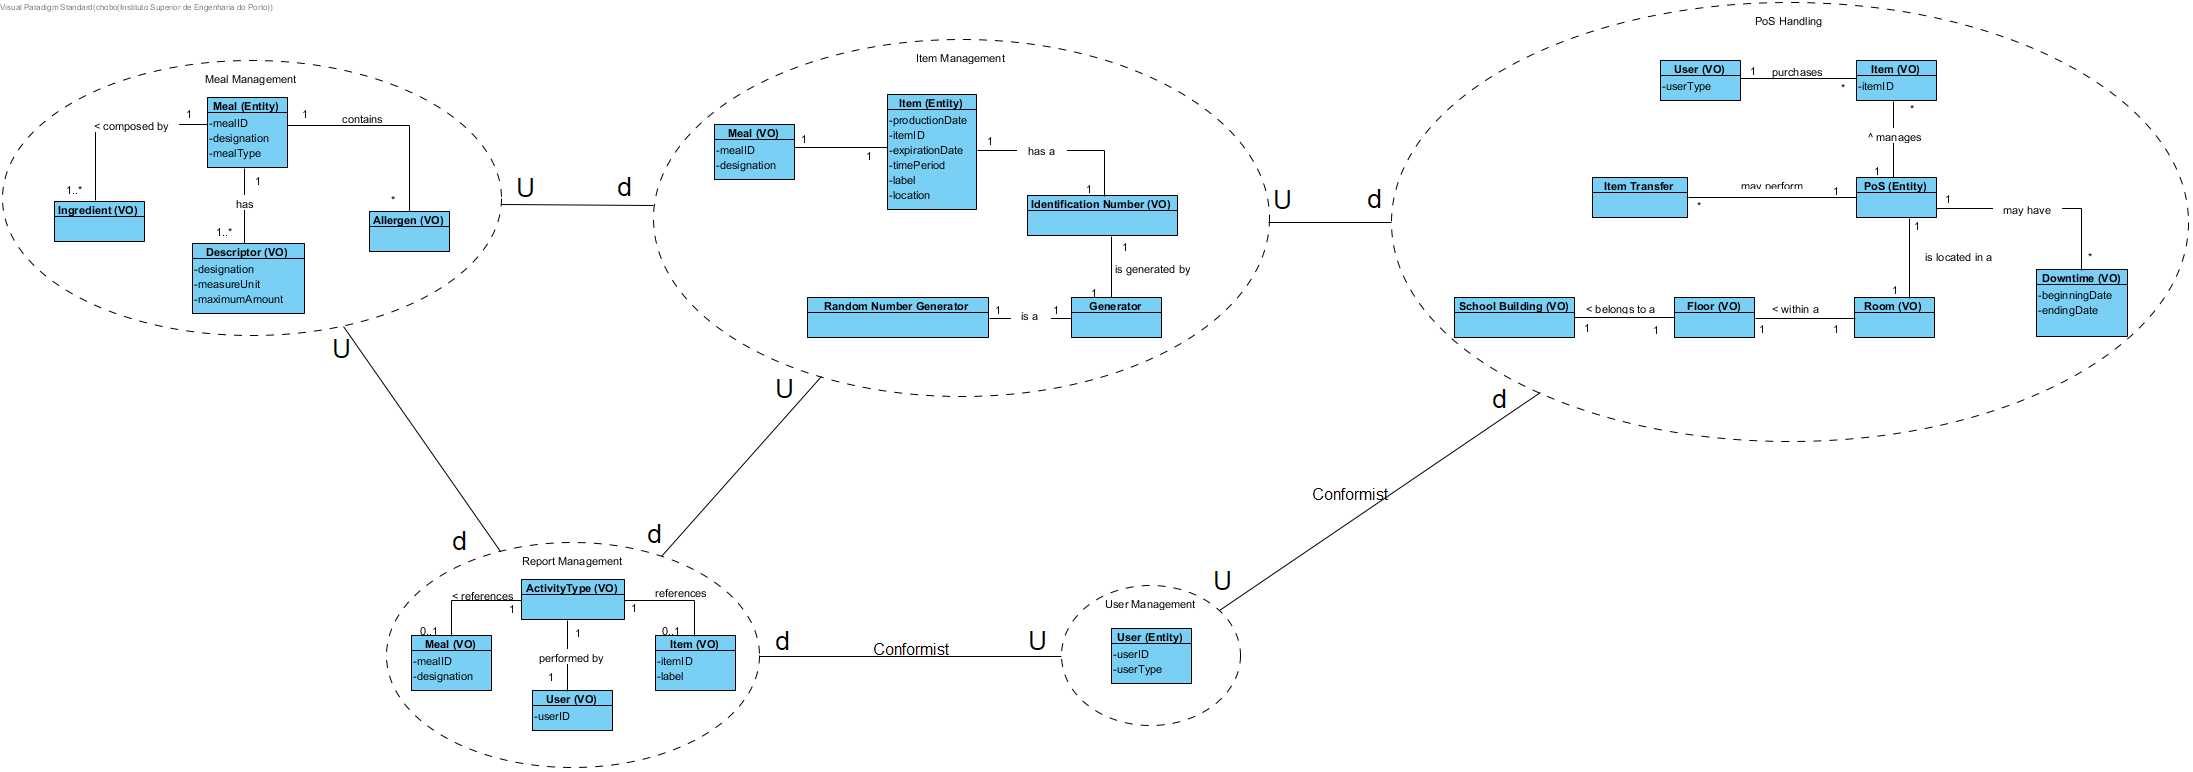 Visual Paradigm Standard(chobo(Instituto Superior de Engenharia do Porto))
Meal Management
Meal (Entity)
-mealID
-designation
-mealType
1
< composed by
1..*
Ingredient (VO)
1
contains
*
Allergen (VO)
1
has
1..*
Descriptor (VO)
-designation
-measureUnit
-maximumAmount
U
d
Item Management
Meal (VO)
-mealID
-designation
1
1
Item (Entity)
-productionDate
-itemID
-expirationDate
-timePeriod
-label
-location
1
has a
1
Identification Number (VO)
1
is generated by
1
Generator
1
is a
1
Random Number Generator
U
d
PoS Handling
User (VO)
-userType
1
purchases
*
Item (VO)
-itemID
*
^ manages
1
PoS (Entity)
Item Transfer
*
may perform
1
1
may have
*
Downtime (VO)
-beginningDate
-endingDate
1
is located in a
1
Room (VO)
1
< within a
1
Floor (VO)
1
< belongs to a
1
School Building (VO)
U
d
U
d
d
Conformist
U
Report Management
ActivityType (VO)
1
< references
0..1
Meal (VO)
-mealID
-designation
1
references
0..1
Item (VO)
-itemID
-label
1
performed by
1
User (VO)
-userID
d
Conformist
U
User Management
User (Entity)
-userID
-userType